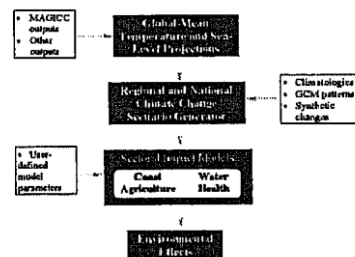 • MAGICC
outputs
• Other
outputs
Global-Mean
Temperature and Sea-
Level Projections
Regional and National
Climate Change
Scenario Generator
• Climatologies
• GCM patterns
• Synthetic
changes
• User-
defined
model
parameters
Sectoral Impact Models
Coast Water
Agriculture Health
Environmental
Effects